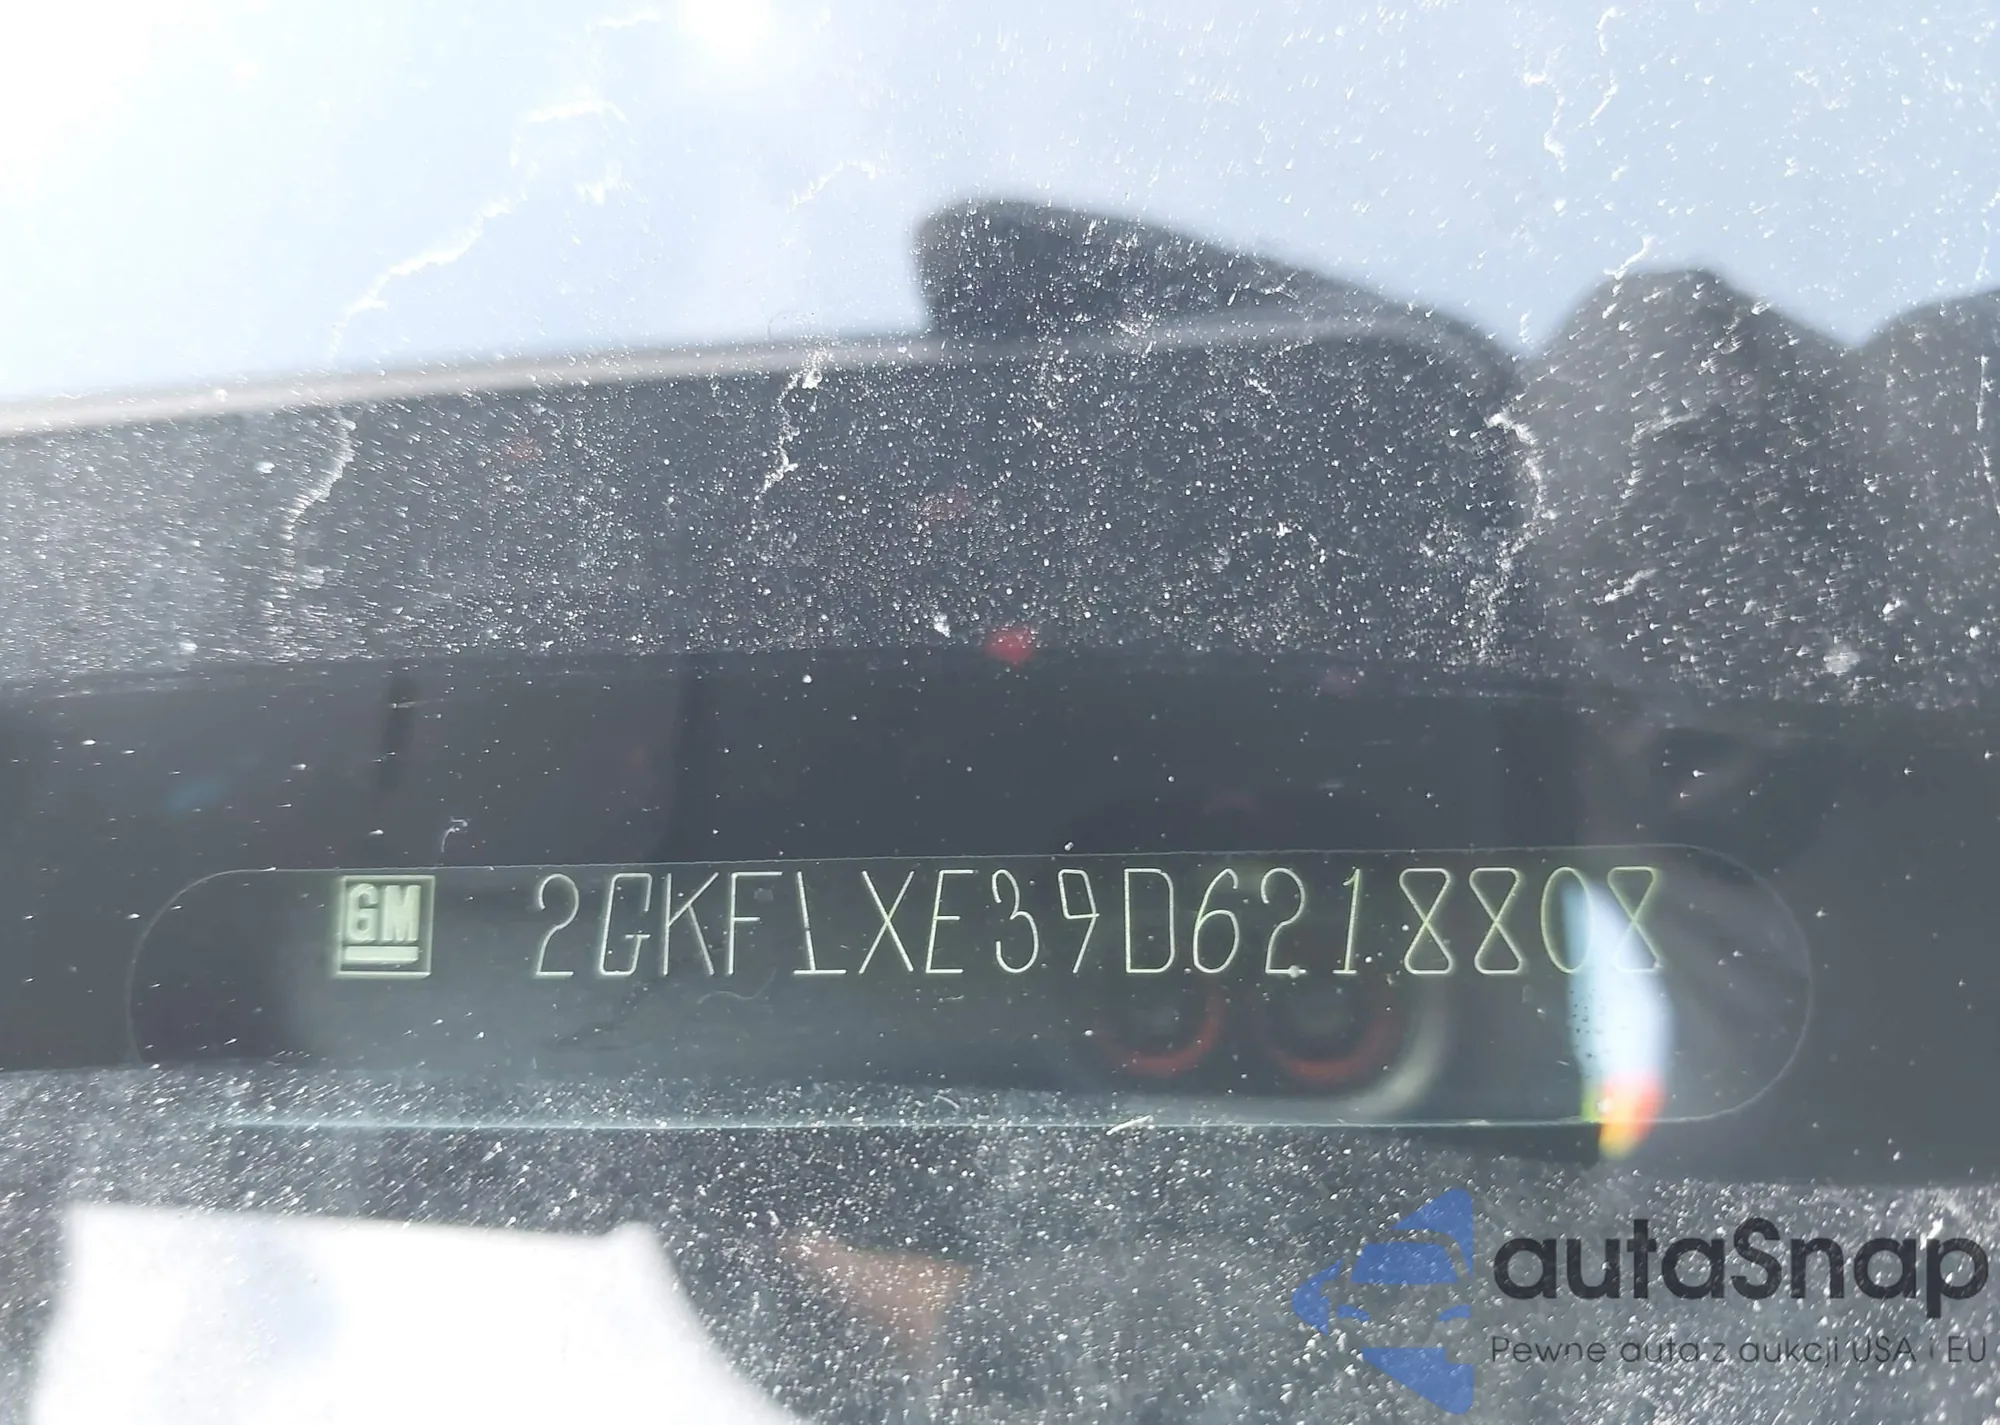 GM 2GKFLXE39D6218808
autaSnap
Pewne auta z aukcji USA i EU